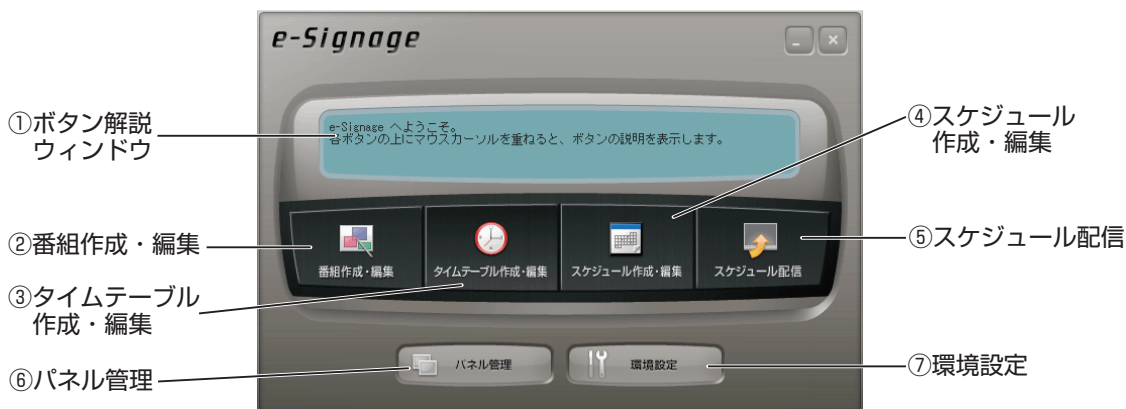 e-Signage
①ボタン解説
ウィンドウ
e-Signage へようこそ。
各ボタンの上にマウスカーソルを重ねると、ボタンの説明を表示します。
④スケジュール
作成・編集
②番組作成・編集
番組作成・編集
タイムテーブル作成・編集
スケジュール作成・編集
スケジュール配信
⑤スケジュール配信
③タイムテーブル
作成・編集
⑥パネル管理
パネル管理
環境設定
⑦環境設定